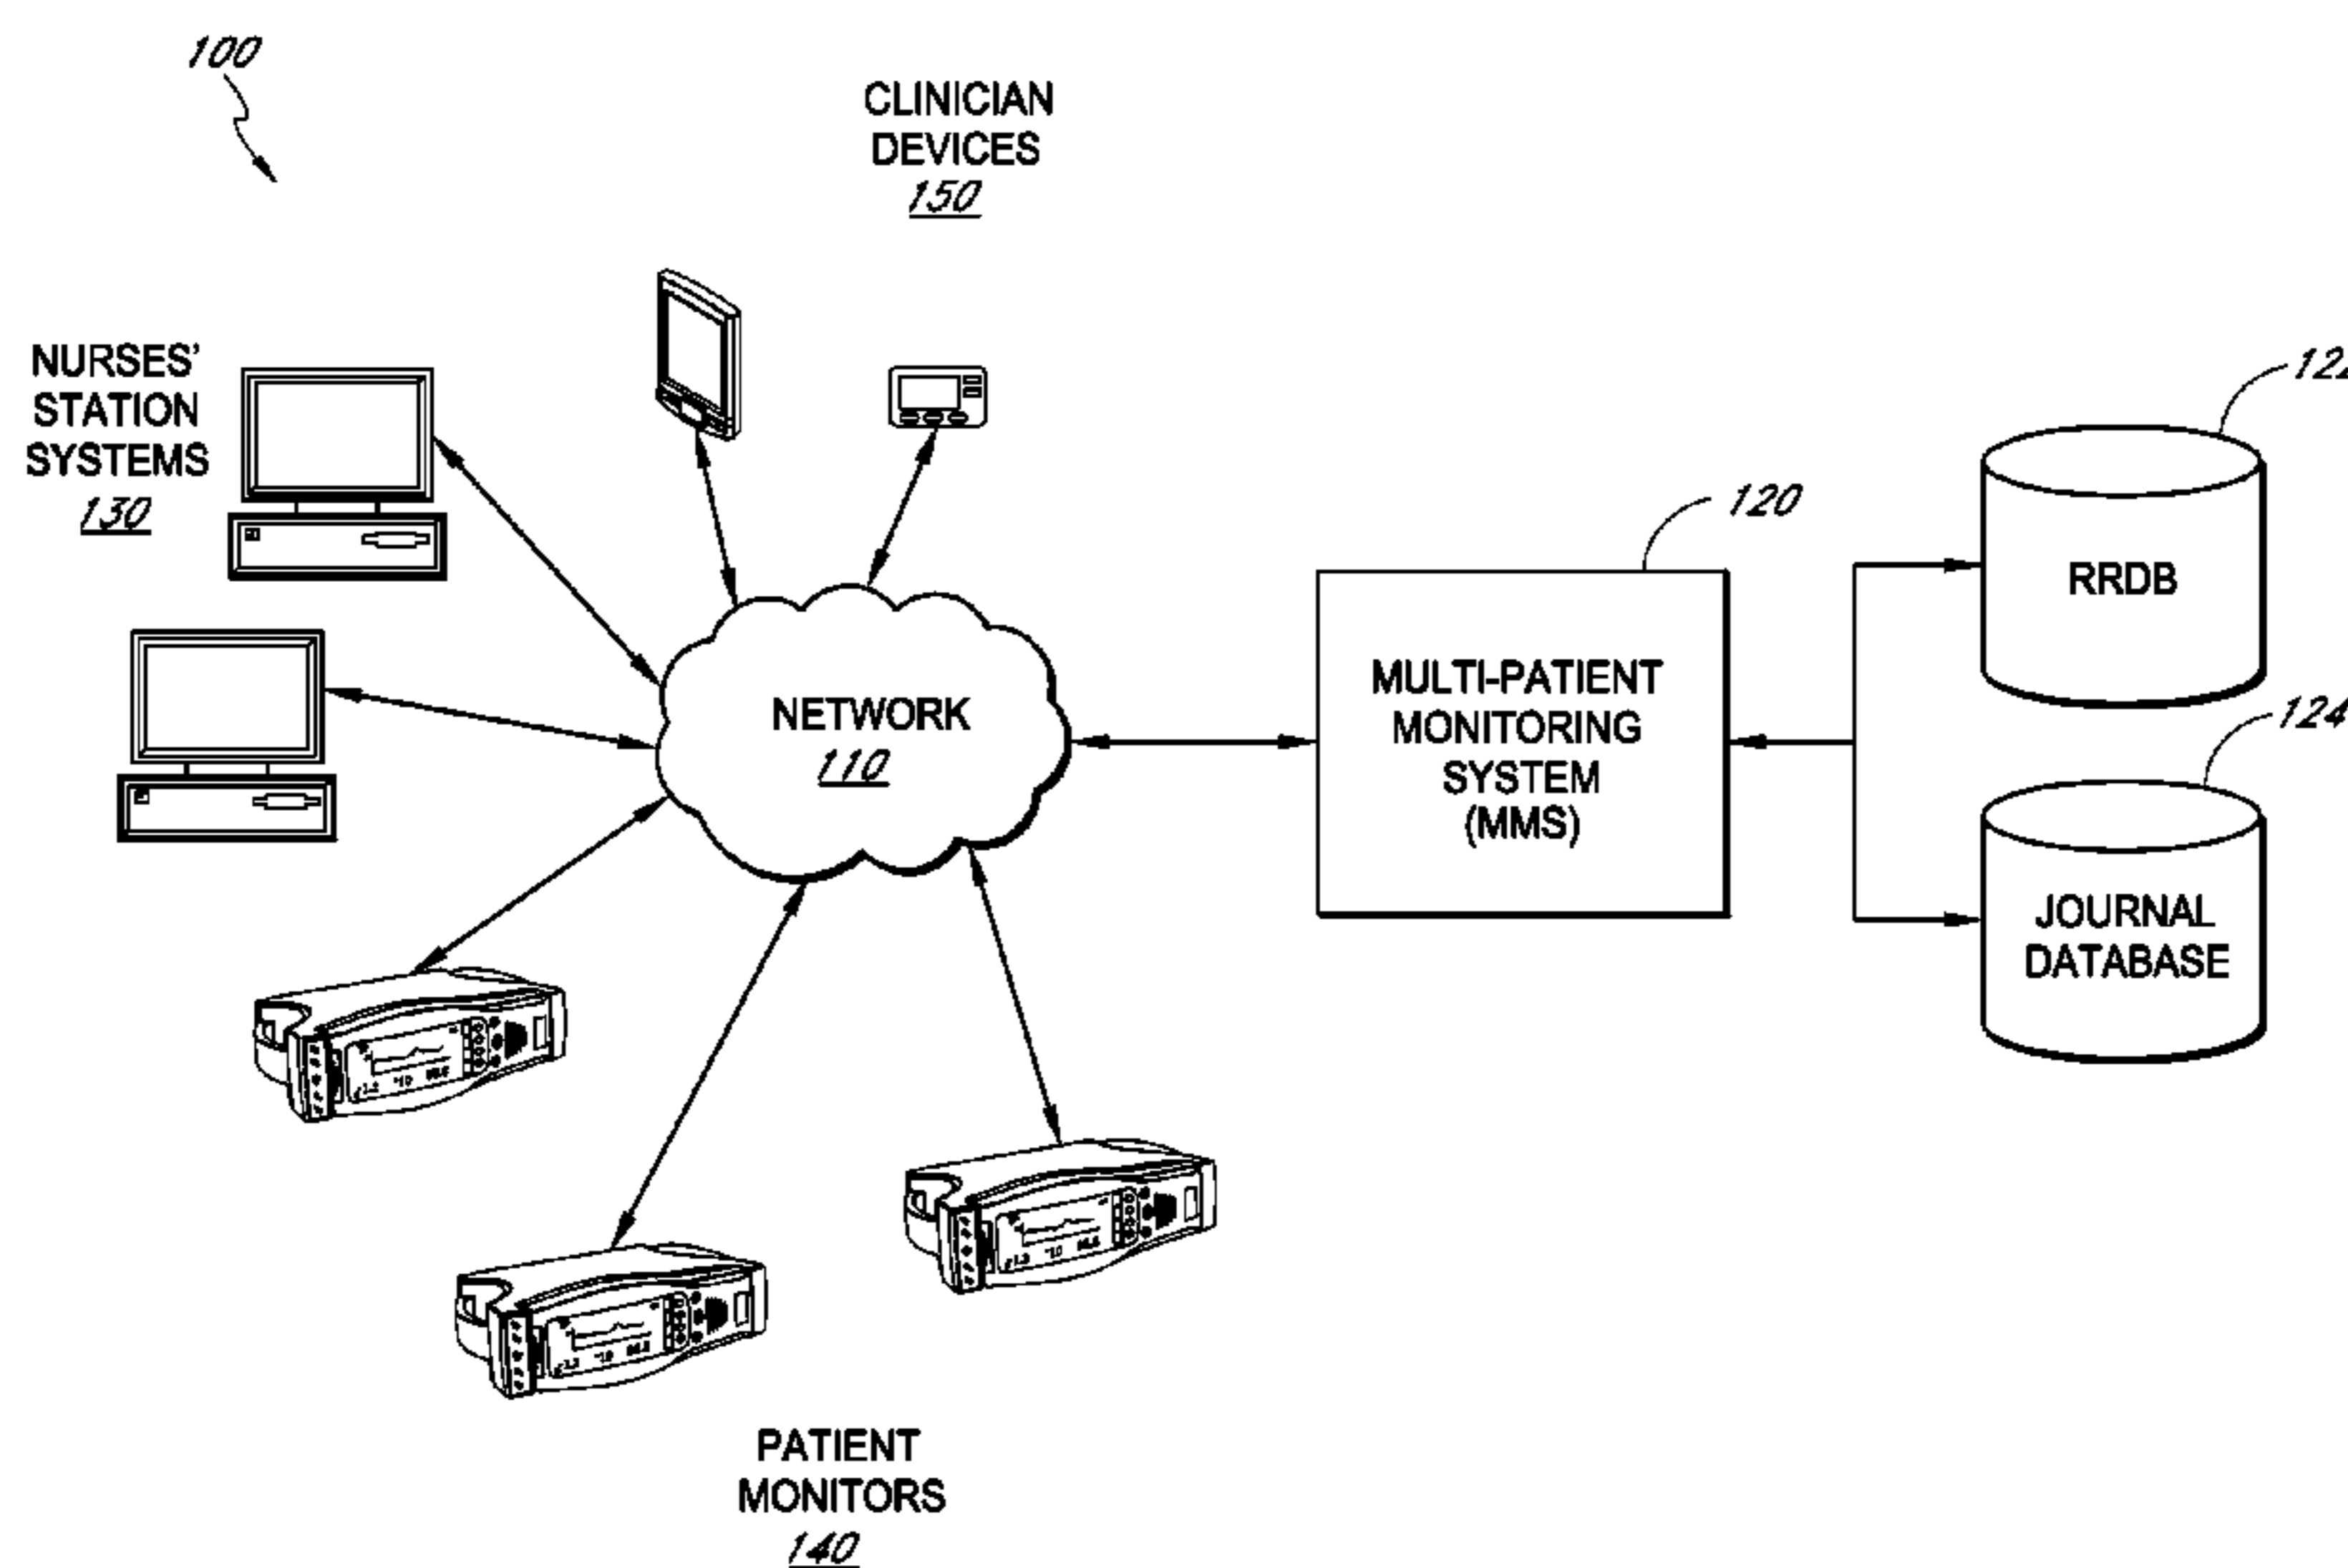 100
CLINICIAN
DEVICES
150
NURSES'
STATION
SYSTEMS
130
122
120
RRDB
MULTI-PATIENT
MONITORING
SYSTEM
(MMS)
NETWORK
110
124
JOURNAL
DATABASE
PATIENT
MONITORS
140